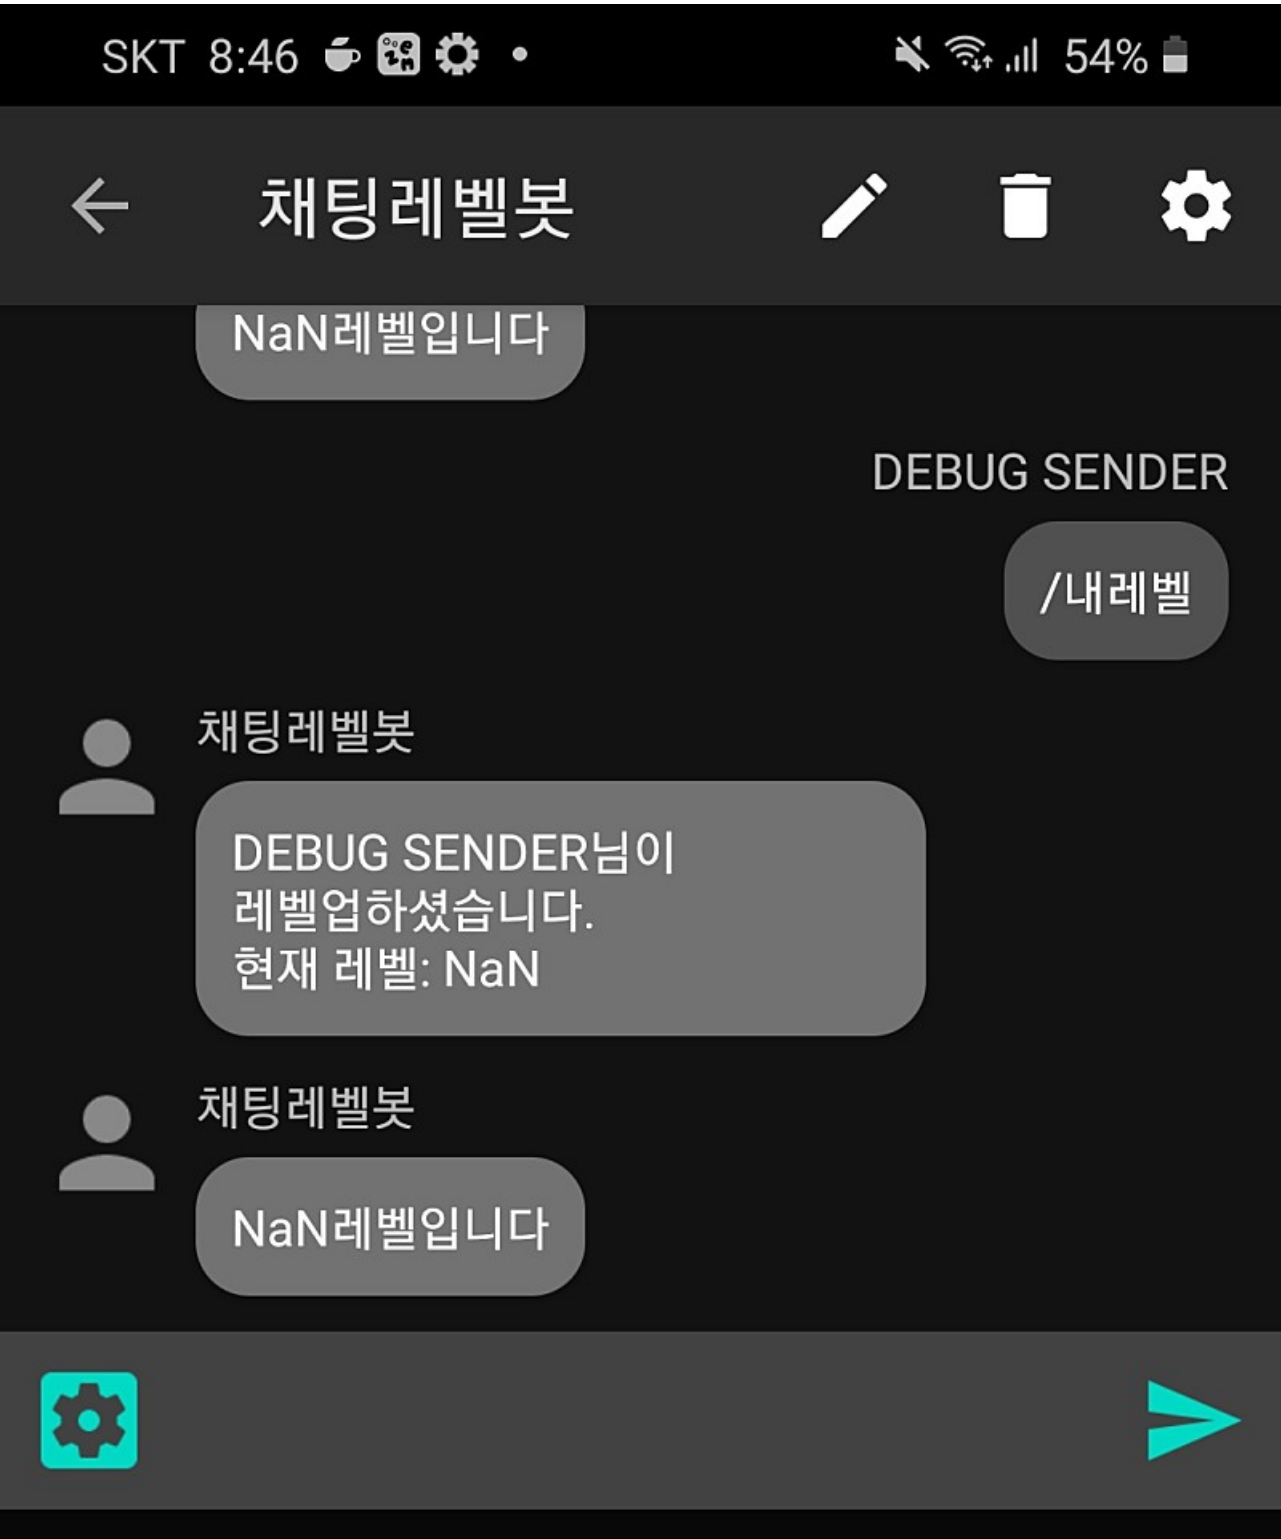 SKT 8:46 54%
채팅레벨봇
NaN레벨입니다
DEBUG SENDER
/내레벨
채팅레벨봇
DEBUG SENDER님이
레벨업하셨습니다.
현재 레벨: NaN
채팅레벨봇
NaN레벨입니다